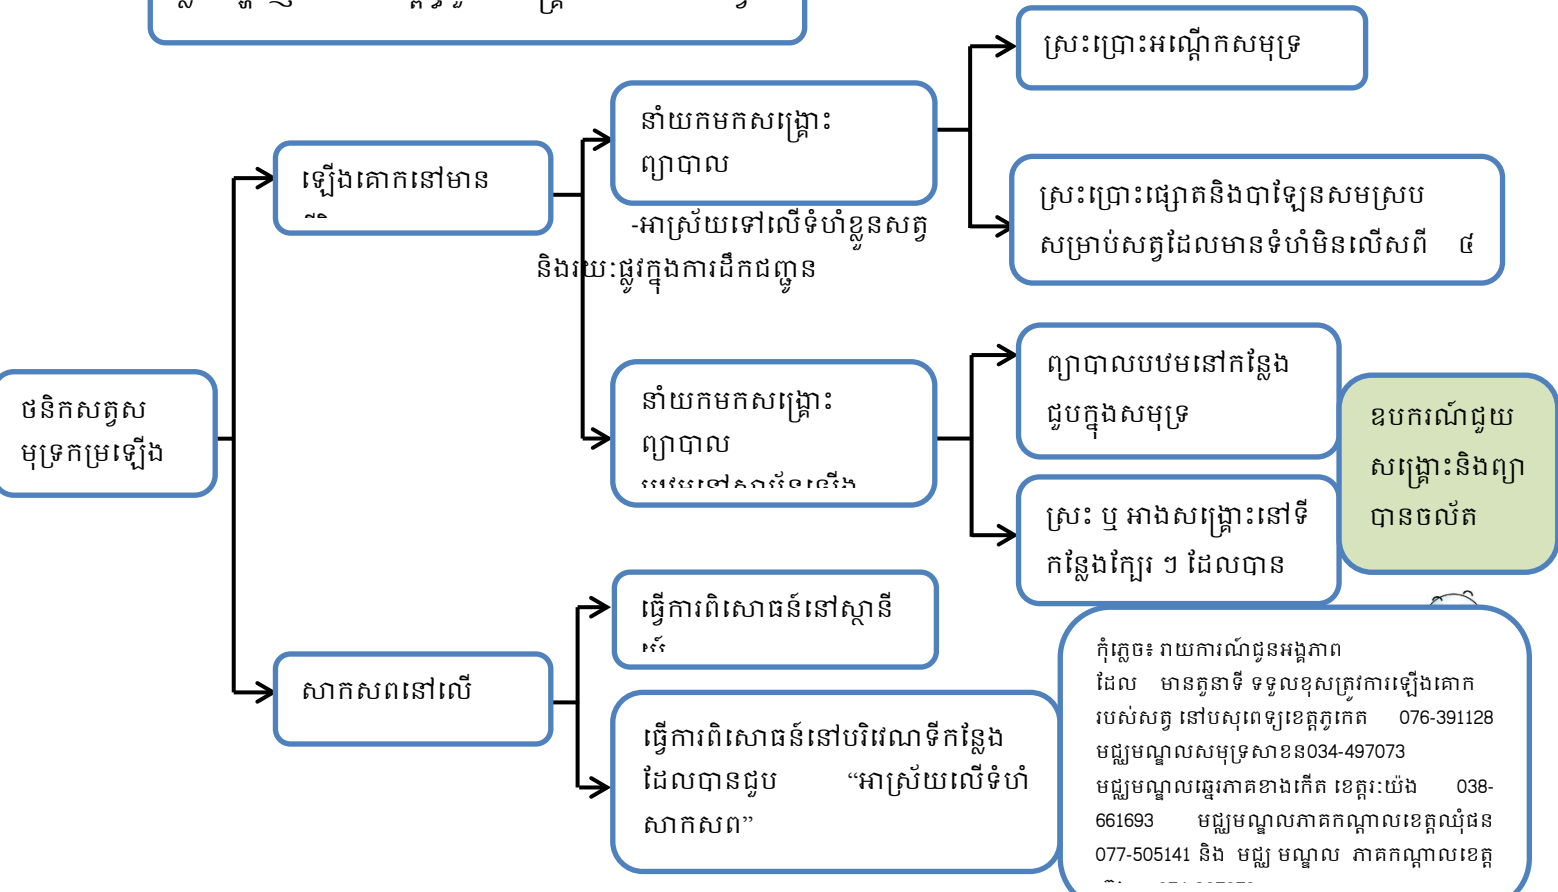 ស្រះប្រោះអណ្តើកសមុទ្រ
នាំយកមកសង្គ្រោះ
ព្យាបាល
ឡើងគោកនៅមាន
-អាស្រ័យទៅលើទំហំខ្លួនសត្វ
និងរយៈផ្លូវក្នុងការដឹកជញ្ជូន
ស្រះប្រោះផ្សោតនិងបាឡែនសមស្រប
សម្រាប់សត្វដែលមានទំហំមិនលើសពី ៤
ថនិកសត្វស
មុទ្រកម្រឡើង
នាំយកមកសង្គ្រោះ
ព្យាបាល
ព្យាបាលបឋមនៅកន្លែង
ជួបក្នុងសមុទ្រ
ស្រះ ឬ អាងសង្គ្រោះនៅទី
កន្លែងក្បែរ ៗ ដែលបាន
ឧបករណ៍ជួយ
សង្គ្រោះនិងព្យា
បានចល័ត
សាកសពនៅលើ
ធ្វើការពិសោធន៍នៅស្ថានី
ធ្វើការពិសោធន៍នៅបរិវេណទីកន្លែង
ដែលបានជួប “អាស្រ័យលើទំហំ
សាកសព”
កុំភ្លេច៖ រាយការណ៍ជូនអង្គភាព
ដែល មានតួនាទី ទទួលខុសត្រូវការឡើងគោក
របស់សត្វ នៅបសុពេទ្យខេត្តភូកេត 076-391128
មជ្ឈមណ្ឌលសមុទ្រសាខន034-497073
មជ្ឈមណ្ឌលឆ្នេរភាគខាងកើត ខេត្តរៈយ៉ង 038-
661693 មជ្ឈមណ្ឌលភាគកណ្តាលខេត្តឈុំផន
077-505141 និង មជ្ឈ មណ្ឌល ភាគកណ្តាលខេត្ត